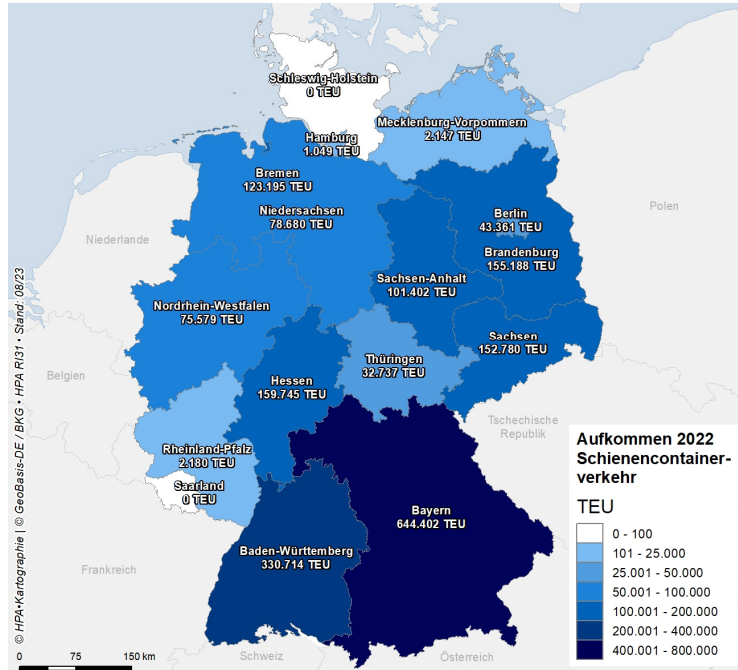 Schleswig-Holstein
0 TEU
Mecklenburg-Vorpommern
2.147 TEU
Hamburg
1.049 TEU
Bremen
123.195 TEU
Niedersachsen
78.680 TEU
Berlin
43.361 TEU
Brandenburg
155.188 TEU
Polen
Niederlande
Sachsen-Anhalt
101.402 TEU
Nordrhein-Westfalen
75.579 TEU
Sachsen
152.780 TEU
Thüringen
32.737 TEU
Hessen
159.745 TEU
Belgien
Tschechische
Republik
Rheinland-Pfalz
2.180 TEU
Saarland
0 TEU
Bayern
644.402 TEU
Baden-Württemberg
330.714 TEU
Frankreich
Schweiz
Österreich
Aufkommen 2022
Schienencontainer-
verkehr
TEU
0 - 100
101 - 25.000
25.001 - 50.000
50.001 - 100.000
100.001 - 200.000
200.001 - 400.000
400.001 - 800.000
0 75 150 km
© HPA-Kartographie | © GeoBasis-DE / BKG • HPA RI31 • Stand: 08/23